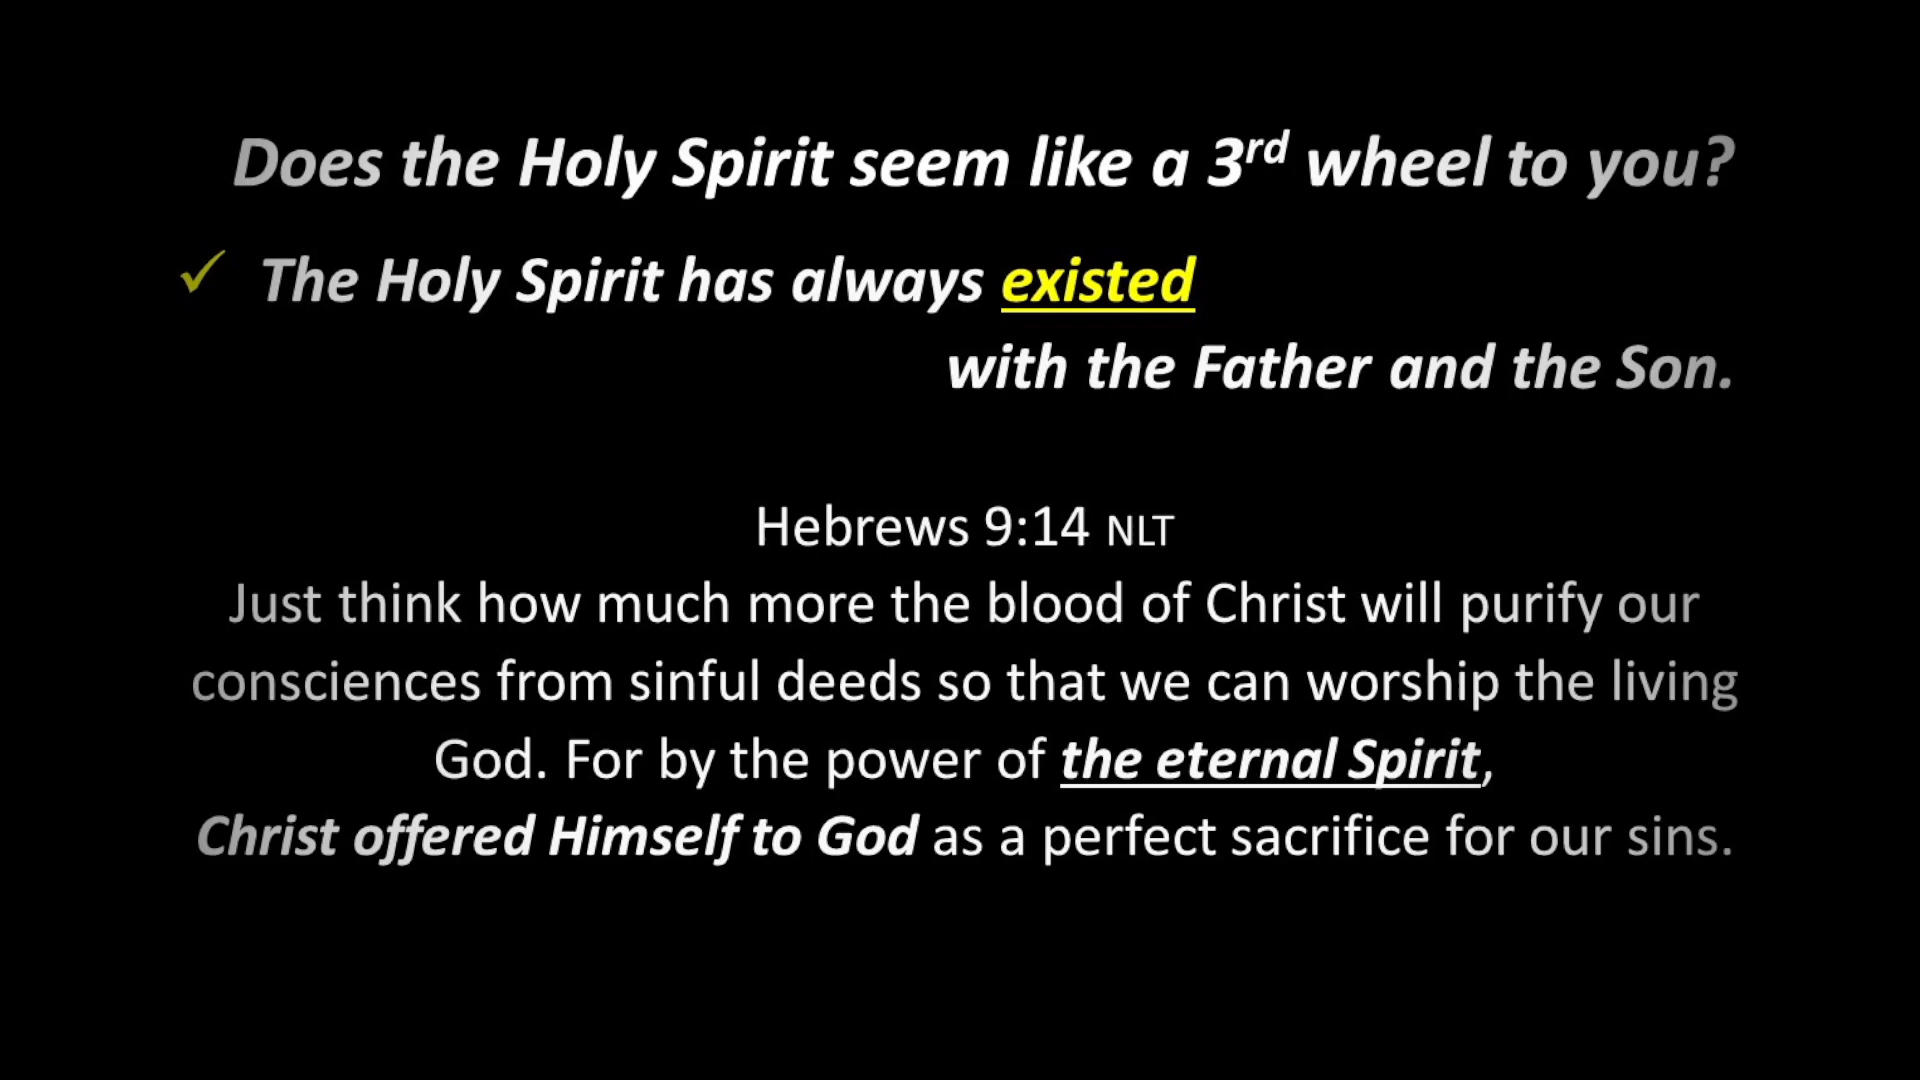 Does the Holy Spirit seem like a 3rd wheel to you?
✓ The Holy Spirit has always existed
with the Father and the Son.
Hebrews 9:14 NLT
Just think how much more the blood of Christ will purify our
consciences from sinful deeds so that we can worship the living
God. For by the power of the eternal Spirit,
Christ offered Himself to God as a perfect sacrifice for our sins.